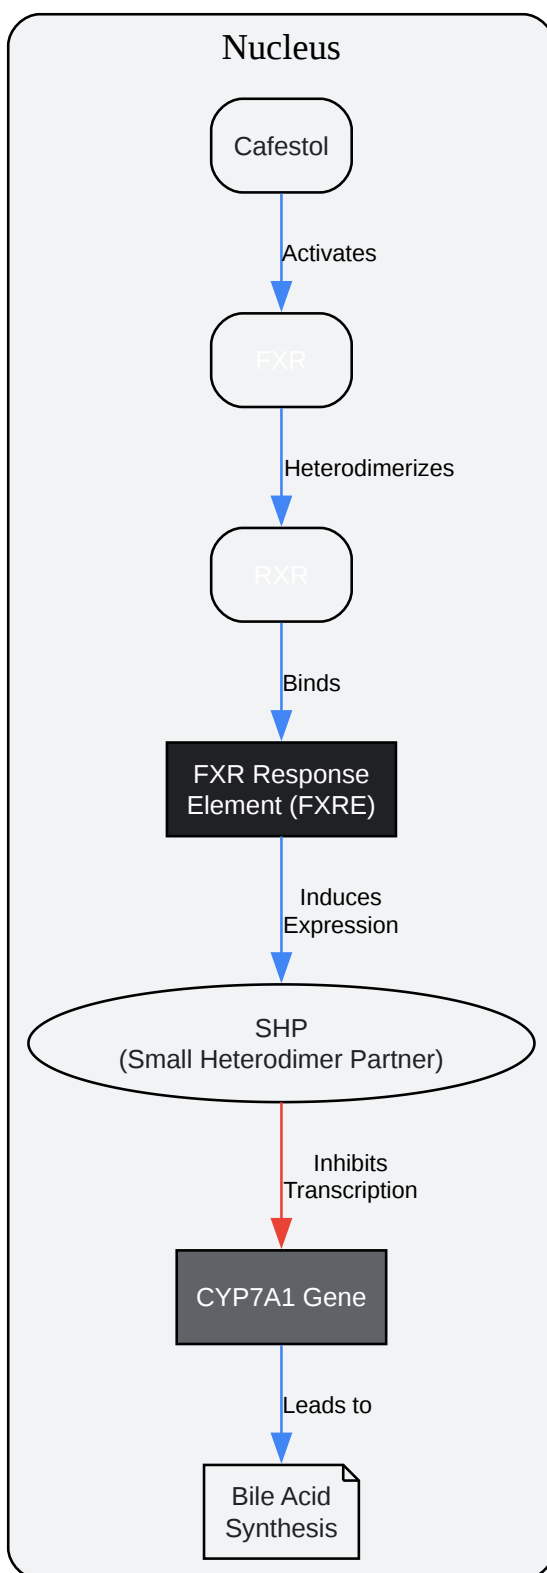 Nucleus
Cafestol
Activates
FXR
Heterodimerizes
RXR
Binds
FXR Response
Element (FXRE)
Induces
Expression
SHP
(Small Heterodimer Partner)
Inhibits
Transcription
CYP7A1 Gene
Leads to
Bile Acid
Synthesis